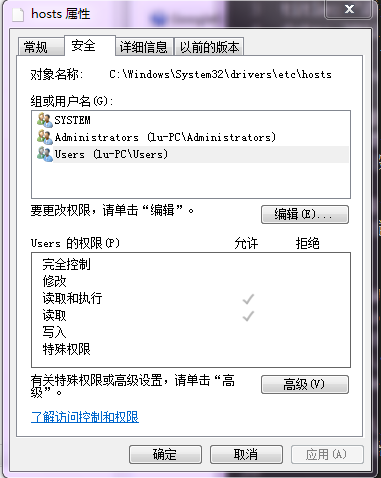 hosts 属性
常规 安全 详细信息 以前的版本
对象名称: C:\Windows\System32\drivers\etc\hosts
组或用户名(G):
SYSTEM
Administrators (lu-PC\Administrators)
Users (lu-PC\Users)
要更改权限，请单击“编辑”。 编辑(E)...
Users 的权限(P) 允许 拒绝
完全控制
修改
读取和执行
读取
写入
特殊权限
有关特殊权限或高级设置，请单击“高 高级(V)
级”。
了解访问控制和权限
确定 取消 应用(A)